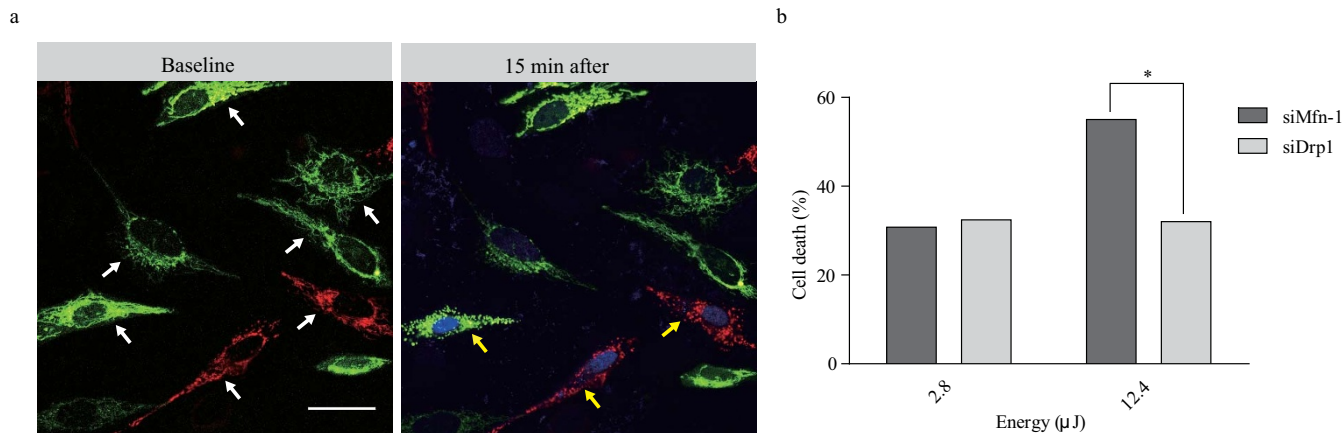 a
Baseline
15 min after
b
*
60
40
20
0
Cell death (%)
2.8
12.4
Energy (µJ)
siMfn-1
siDrp1